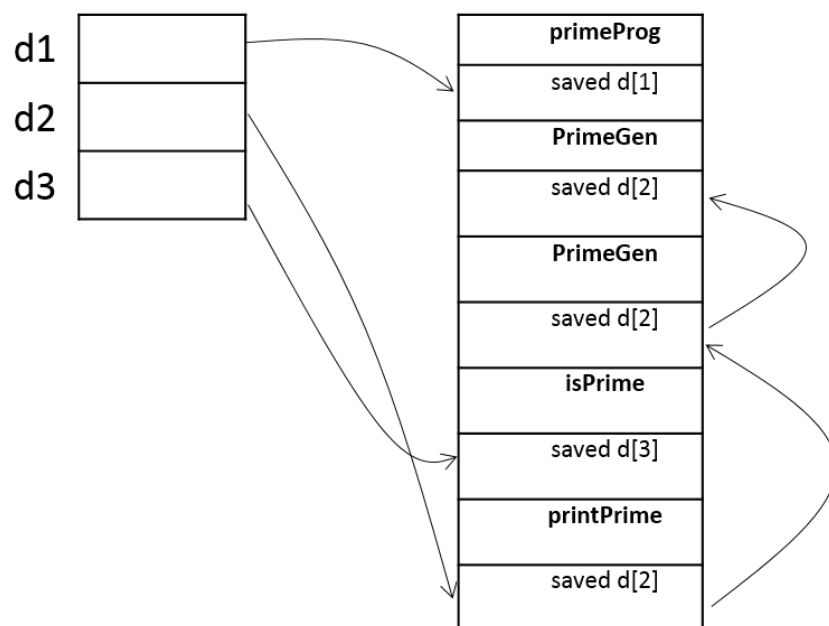 d1
d2
d3
primeProg
saved d[1]
PrimeGen
saved d[2]
PrimeGen
saved d[2]
isPrime
saved d[3]
printPrime
saved d[2]